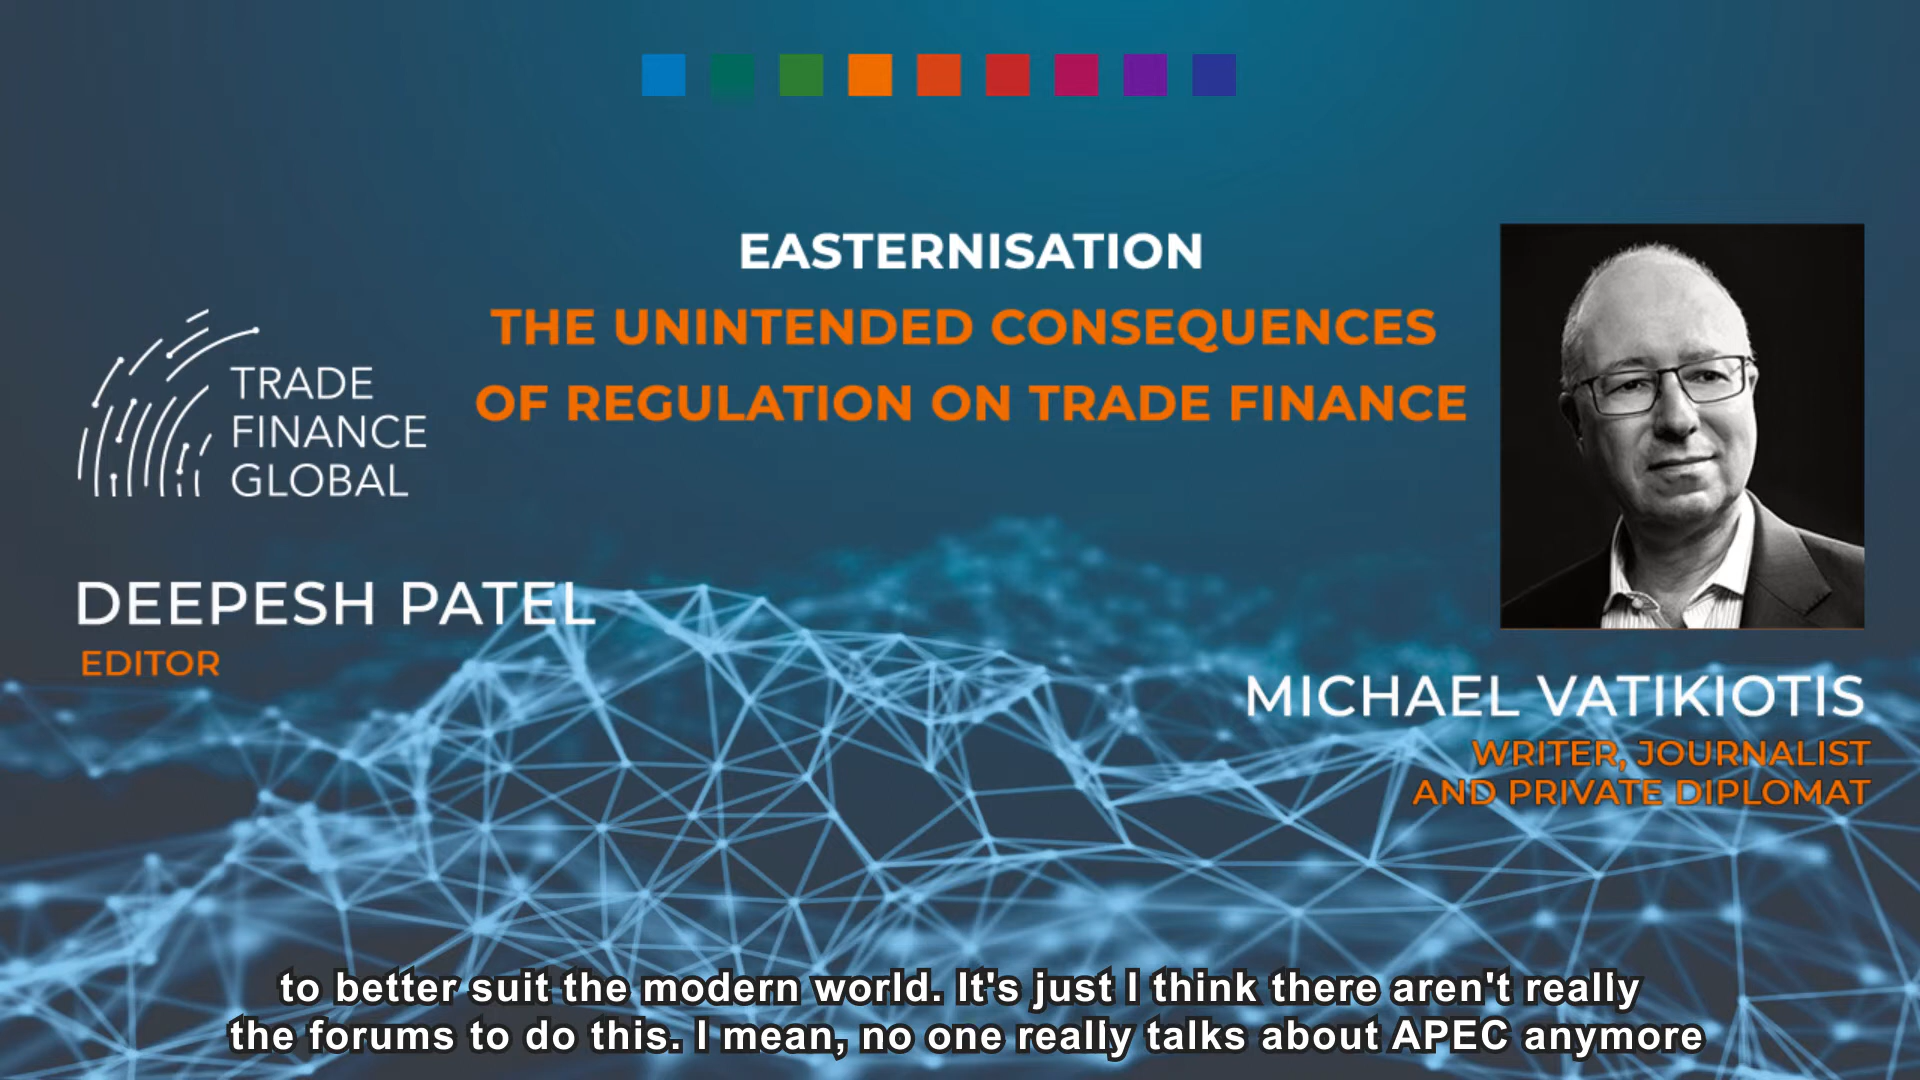 EASTERNISATION
THE UNINTENDED CONSEQUENCES
OF REGULATION ON TRADE FINANCE
TRADE
FINANCE
GLOBAL
DEEPESH PATEL
EDITOR
MICHAEL VATIKIOTIS
WRITER, JOURNALIST
AND PRIVATE DIPLOMAT
to better suit the modern world. It's just I think there aren't really
the forums to do this. I mean, no one really talks about APEC anymore